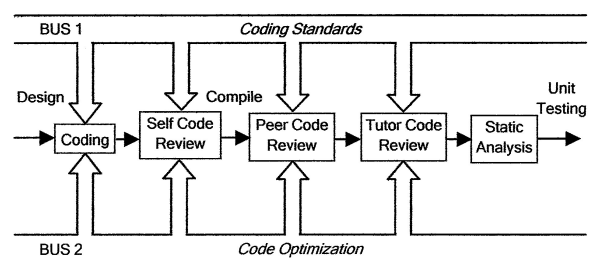 BUS 1 Coding Standards
Design
Compile
Unit
Testing
Coding
Self Code
Review
Peer Code
Review
Tutor Code
Review
Static
Analysis
BUS 2 Code Optimization